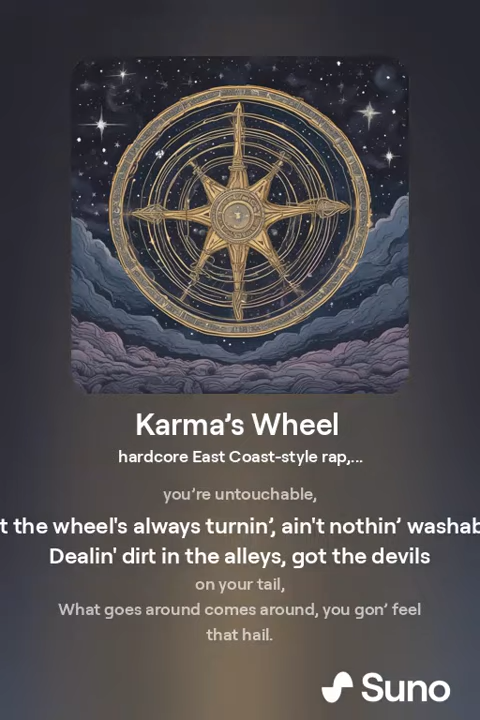 Karma’s Wheel
hardcore East Coast-style rap,...
you’re untouchable,
the wheel's always turnin’, ain't nothin’
Dealin' dirt in the alleys, got the devils
on your tail,
What goes around comes around, you gon’ feel
that hail.
Suno